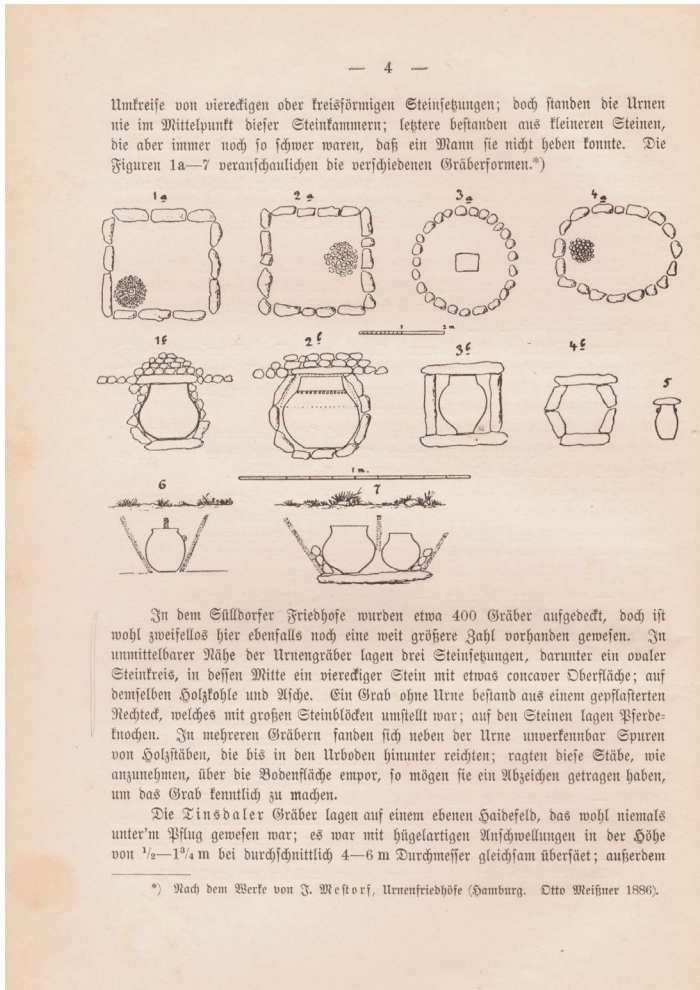 — 4 —
Umkreise von viereckigen oder kreisförmigen Steinsetzungen; doch standen die Urnen
nie im Mittelpunkt dieser Steinkammern; letztere bestanden aus kleineren Steinen,
die aber immer noch so schwer waren, daß ein Mann sie nicht heben konnte. Die
Figuren 1a—7 veranschaulichen die verschiedenen Gräberformen.*)
1a 2a 3a 4a
1 2 m.
1b 2b 3b 4b
5
1 m.
6 7
In dem Sülldorfer Friedhofe wurden etwa 400 Gräber aufgedeckt, doch ist
wohl zweifellos hier ebenfalls noch eine weit größere Zahl vorhanden gewesen. In
unmittelbarer Nähe der Urnengräber lagen drei Steinsetzungen, darunter ein ovaler
Steinkreis, in dessen Mitte ein viereckiger Stein mit etwas concaver Oberfläche; auf
demselben Holzkohle und Asche. Ein Grab ohne Urne bestand aus einem gepflasterten
Rechteck, welches mit großen Steinblöcken umstellt war; auf den Steinen lagen Pferde-
knochen. In mehreren Gräbern fanden sich neben der Urne unverkennbar Spuren
von Holzstäben, die bis in den Urboden hinunter reichten; ragten diese Stäbe, wie
anzunehmen, über die Bodenfläche empor, so mögen sie ein Abzeichen getragen haben,
um das Grab kenntlich zu machen.
Die Tinsdaler Gräber lagen auf einem ebenen Haidefeld, das wohl niemals
unter'm Pflug gewesen war; es war mit hügelartigen Anschwellungen in der Höhe
von 1/2—1 3/4 m bei durchschnittlich 4—6 m Durchmesser gleichsam übersäet; außerdem
*) Nach dem Werke von J. Mestorf, Urnenfriedhöfe (Hamburg. Otto Meißner 1886).